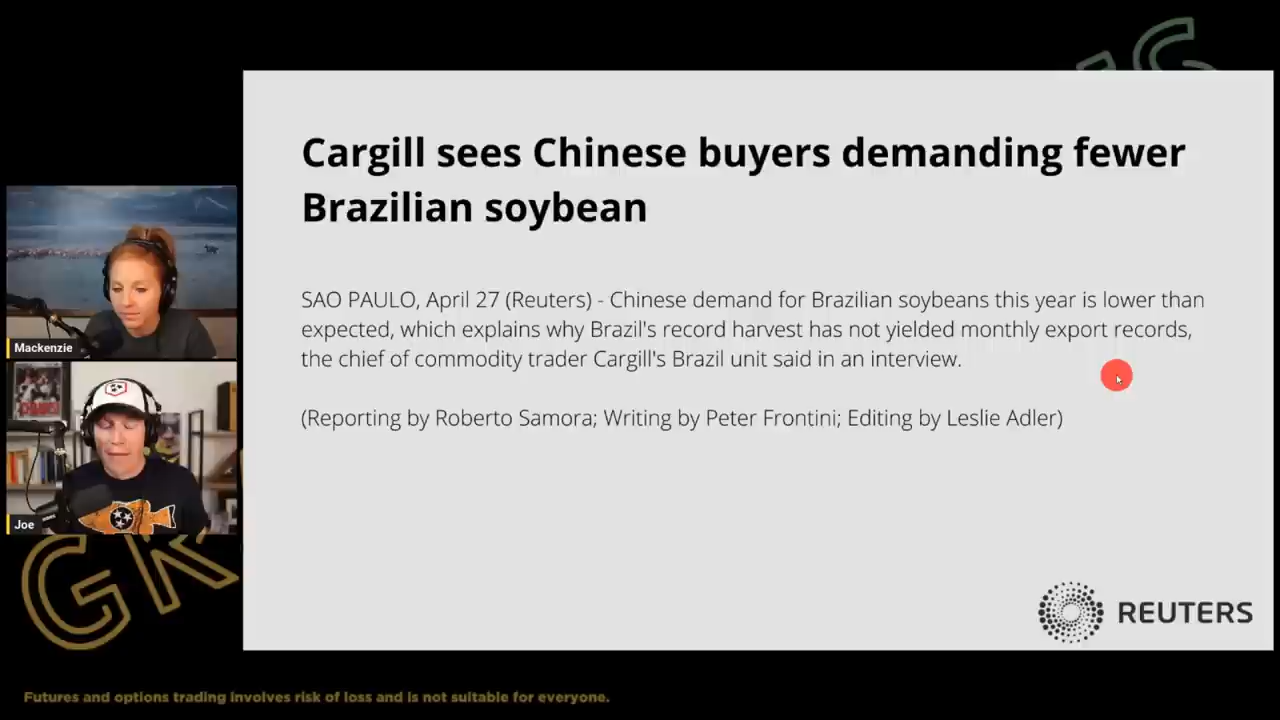 Cargill sees Chinese buyers demanding fewer
Brazilian soybean
SAO PAULO, April 27 (Reuters) - Chinese demand for Brazilian soybeans this year is lower than
expected, which explains why Brazil's record harvest has not yielded monthly export records,
the chief of commodity trader Cargill's Brazil unit said in an interview.
(Reporting by Roberto Samora; Writing by Peter Frontini; Editing by Leslie Adler)
Mackenzie
Joe
GR
REUTERS
Futures and options trading involves risk of loss and is not suitable for everyone.